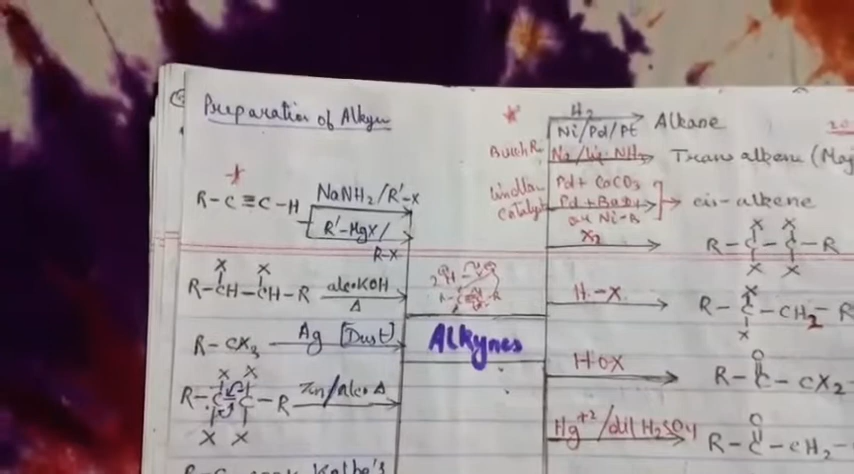 Preparation of Alkyn
R-C≡C-H NaNH2/R'-X
R'-MgX/
R-X
X X
R-CH-CH-R alc.KOH
Δ
R-CX3 Ag [Dust]
X X
R-C=C-R Zn/alc.Δ
X X
Kolbe's
Alkynes
H2
Ni/Pd/Pt Alkane
Birch R Na/liq. NH3 Trans alkene (Maj
Lindlar Pd + CaCO3
catalyst Pd + BaSO4 cis-alkene
Ni-B
X2
X X
R-C-C-R
X X
H-X
X
R-C-CH2-R
X
HOX
O
R-C-CX2-
Hg+2/dil H2SO4
O
R-C-CH2-